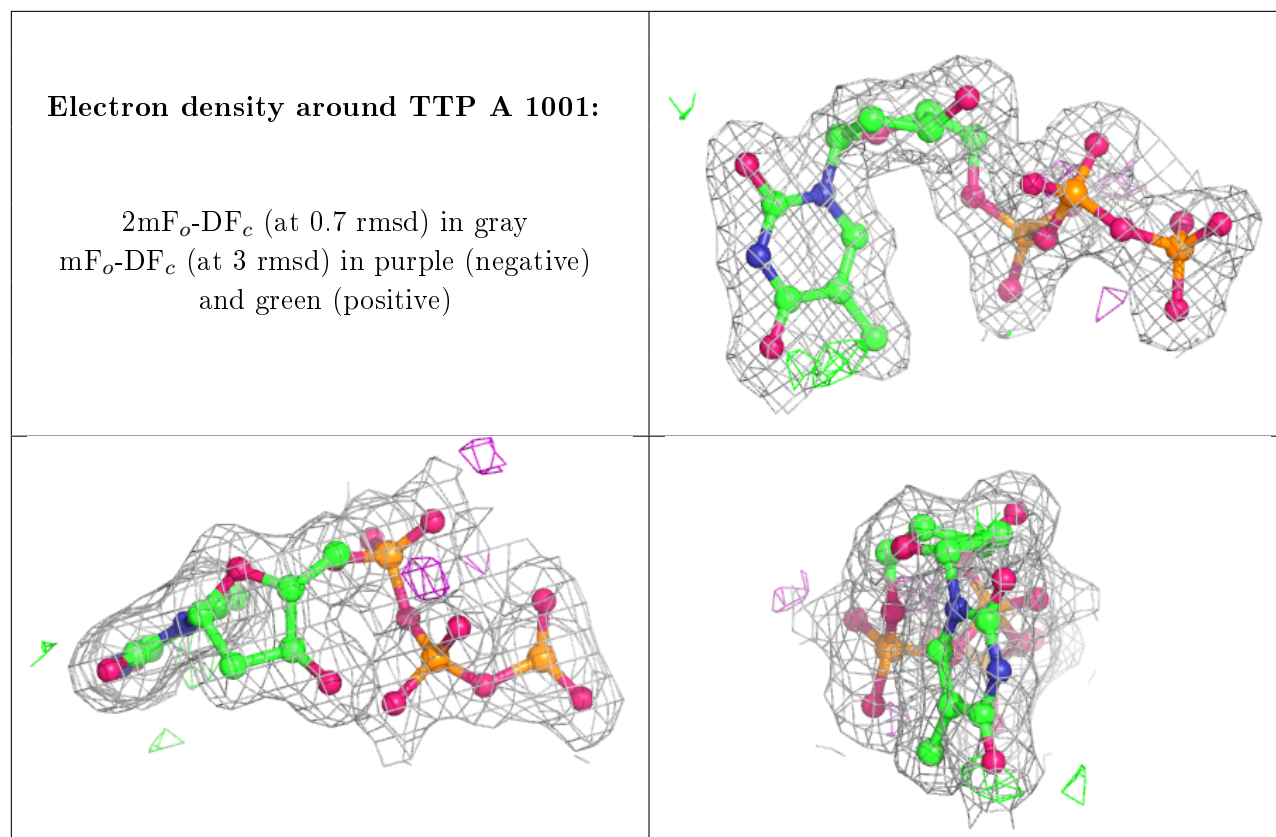 Electron density around TTP A 1001:
2mFo-DFc (at 0.7 rmsd) in gray
mFo-DFc (at 3 rmsd) in purple (negative)
and green (positive)